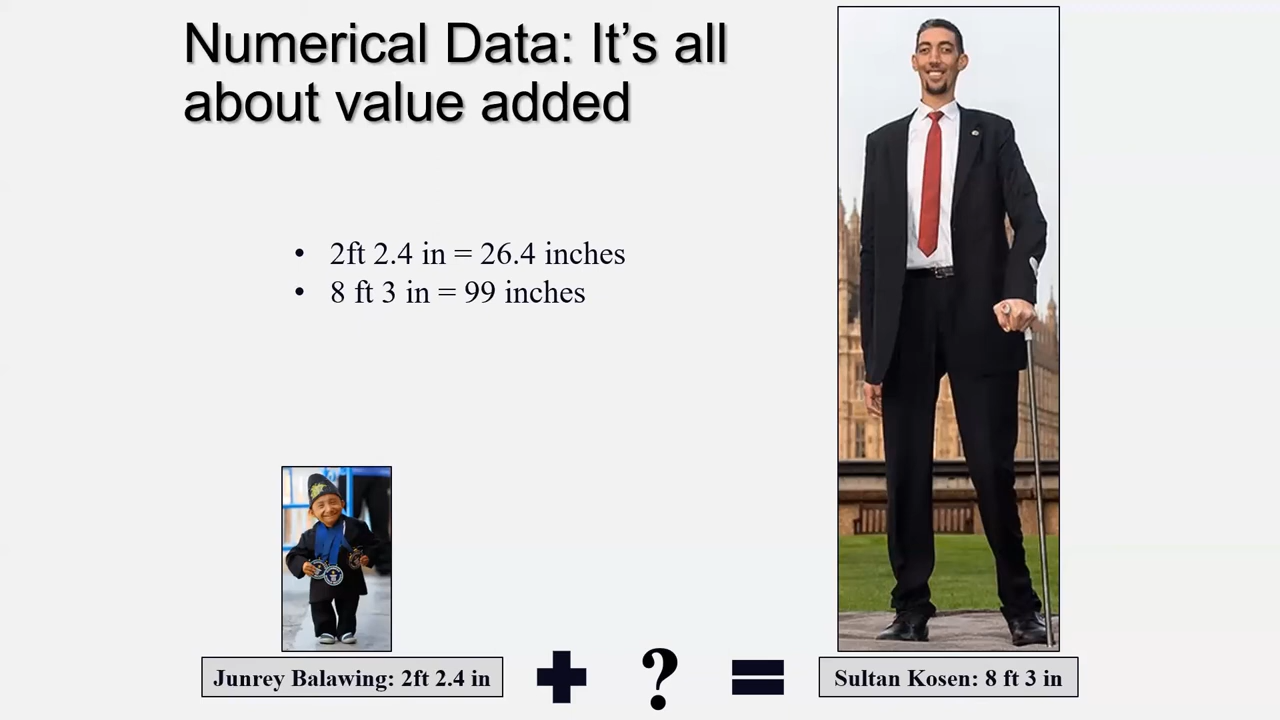 Numerical Data: It’s all
about value added
• 2ft 2.4 in = 26.4 inches
• 8 ft 3 in = 99 inches
Junrey Balawing: 2ft 2.4 in
+ ? =
Sultan Kosen: 8 ft 3 in